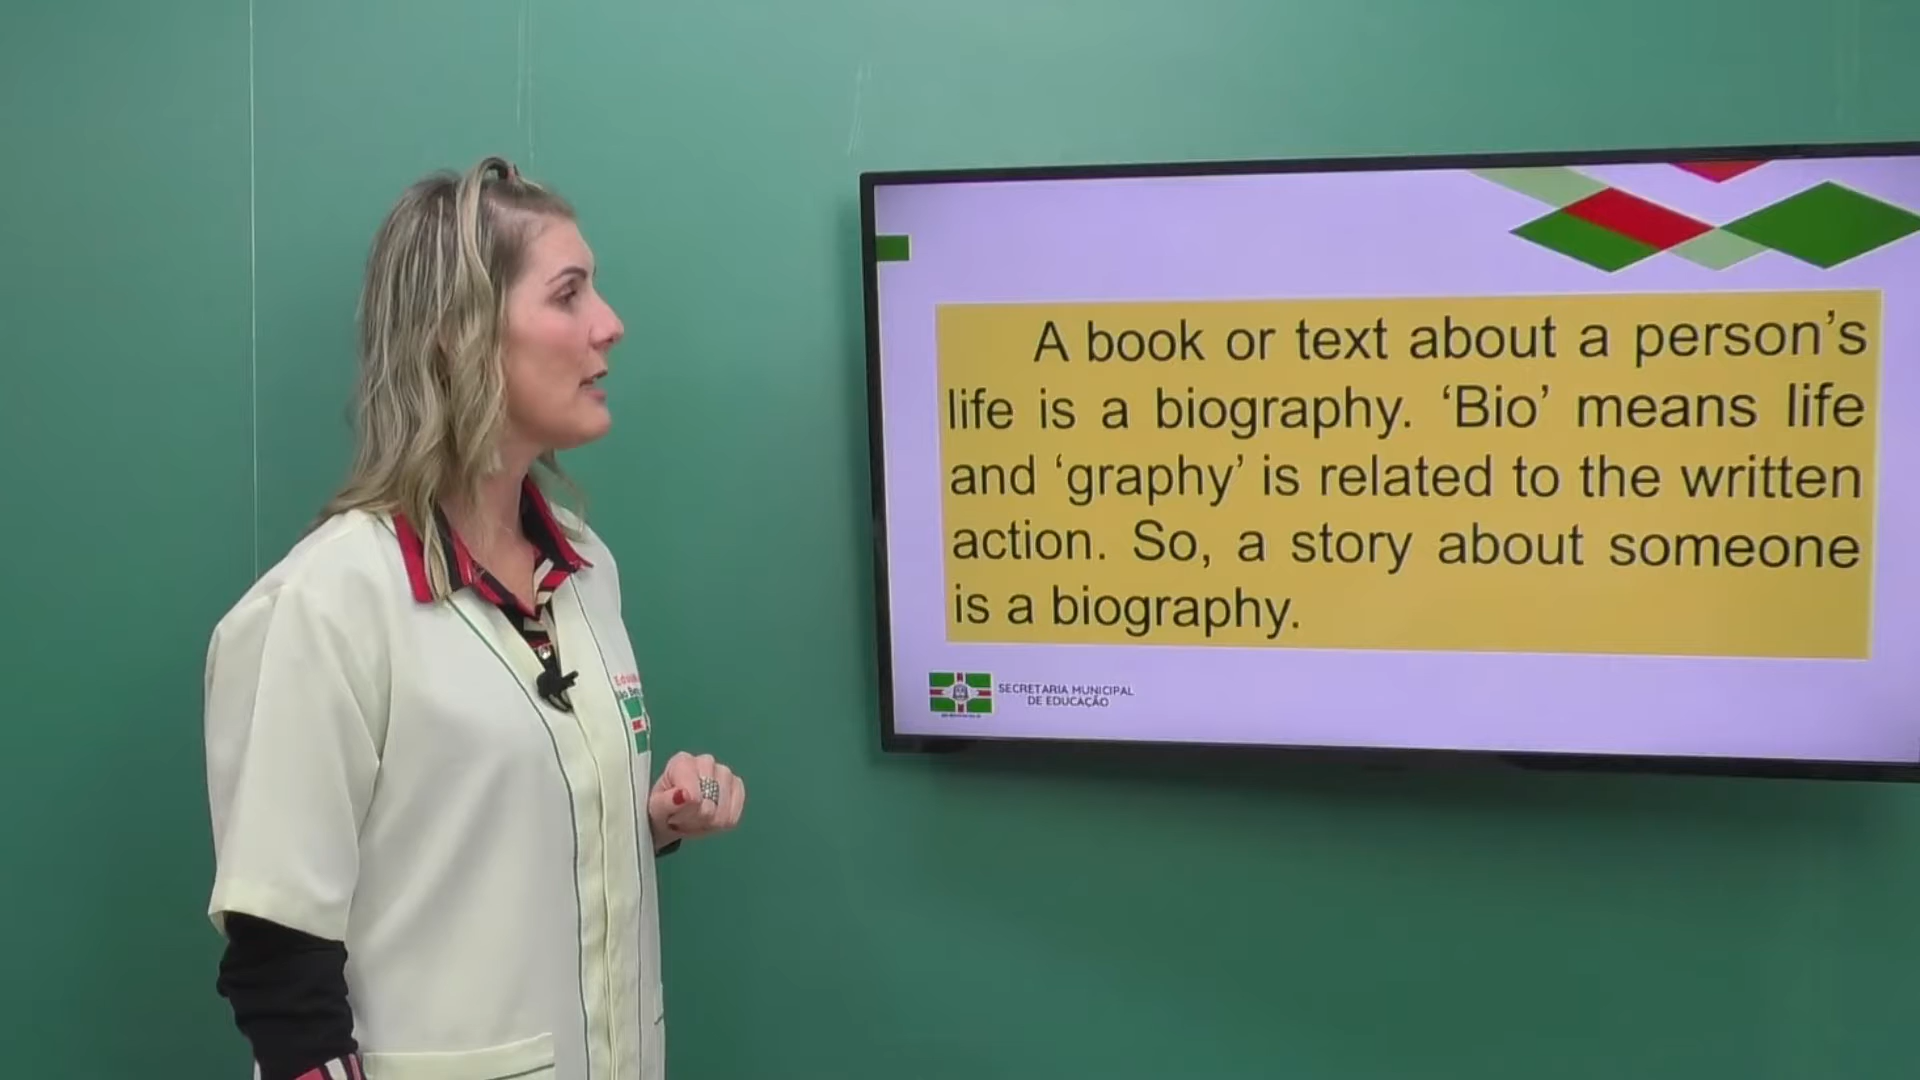 A book or text about a person's
life is a biography. ‘Bio’ means life
and ‘graphy’ is related to the written
action. So, a story about someone
is a biography.
SECRETARIA MUNICIPAL
DE EDUCAÇÃO